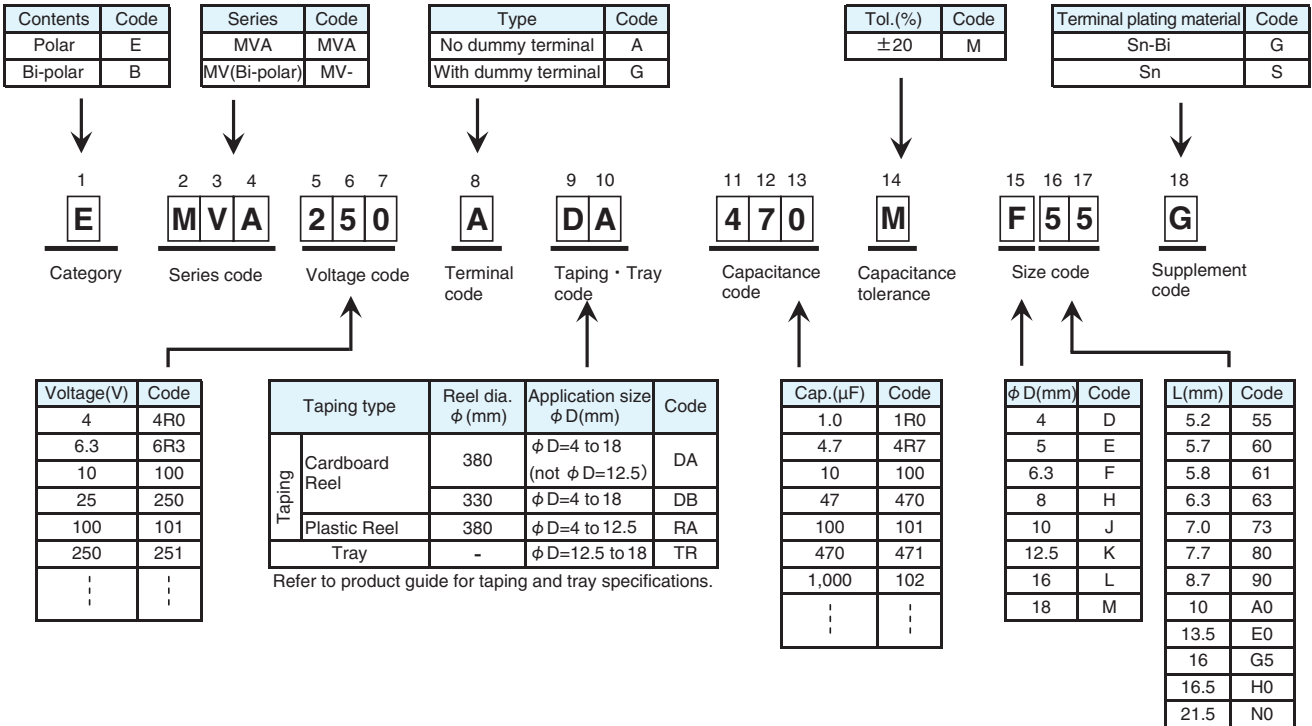 Contents Code
Polar E
Bi-polar B
Series Code
MVA MVA
MV(Bi-polar) MV-
Type Code
No dummy terminal A
With dummy terminal G
Tol.(%) Code
±20 M
Terminal plating material Code
Sn-Bi G
Sn S
1 2 3 4 5 6 7 8 9 10 11 12 13 14 15 16 17 18
E M V A 2 5 0 A D A 4 7 0 M F 5 5 G
Category
Series code
Voltage code
Terminal
code
Taping・Tray
code
Capacitance
code
Capacitance
tolerance
Size code
Supplement
code
Voltage(V) Code
4 4R0
6.3 6R3
10 100
25 250
100 101
250 251
Taping type Reel dia. φ(mm) Application size φD(mm) Code
Taping
Cardboard Reel 380 φD=4 to 18 (not φD=12.5) DA
330 φD=4 to 18 DB
Plastic Reel 380 φD=4 to 12.5 RA
Tray - φD=12.5 to 18 TR
Refer to product guide for taping and tray specifications.
Cap.(µF) Code
1.0 1R0
4.7 4R7
10 100
47 470
100 101
470 471
1,000 102
φD(mm) Code
4 D
5 E
6.3 F
8 H
10 J
12.5 K
16 L
18 M
L(mm) Code
5.2 55
5.7 60
5.8 61
6.3 63
7.0 73
7.7 80
8.7 90
10 A0
13.5 E0
16 G5
16.5 H0
21.5 N0